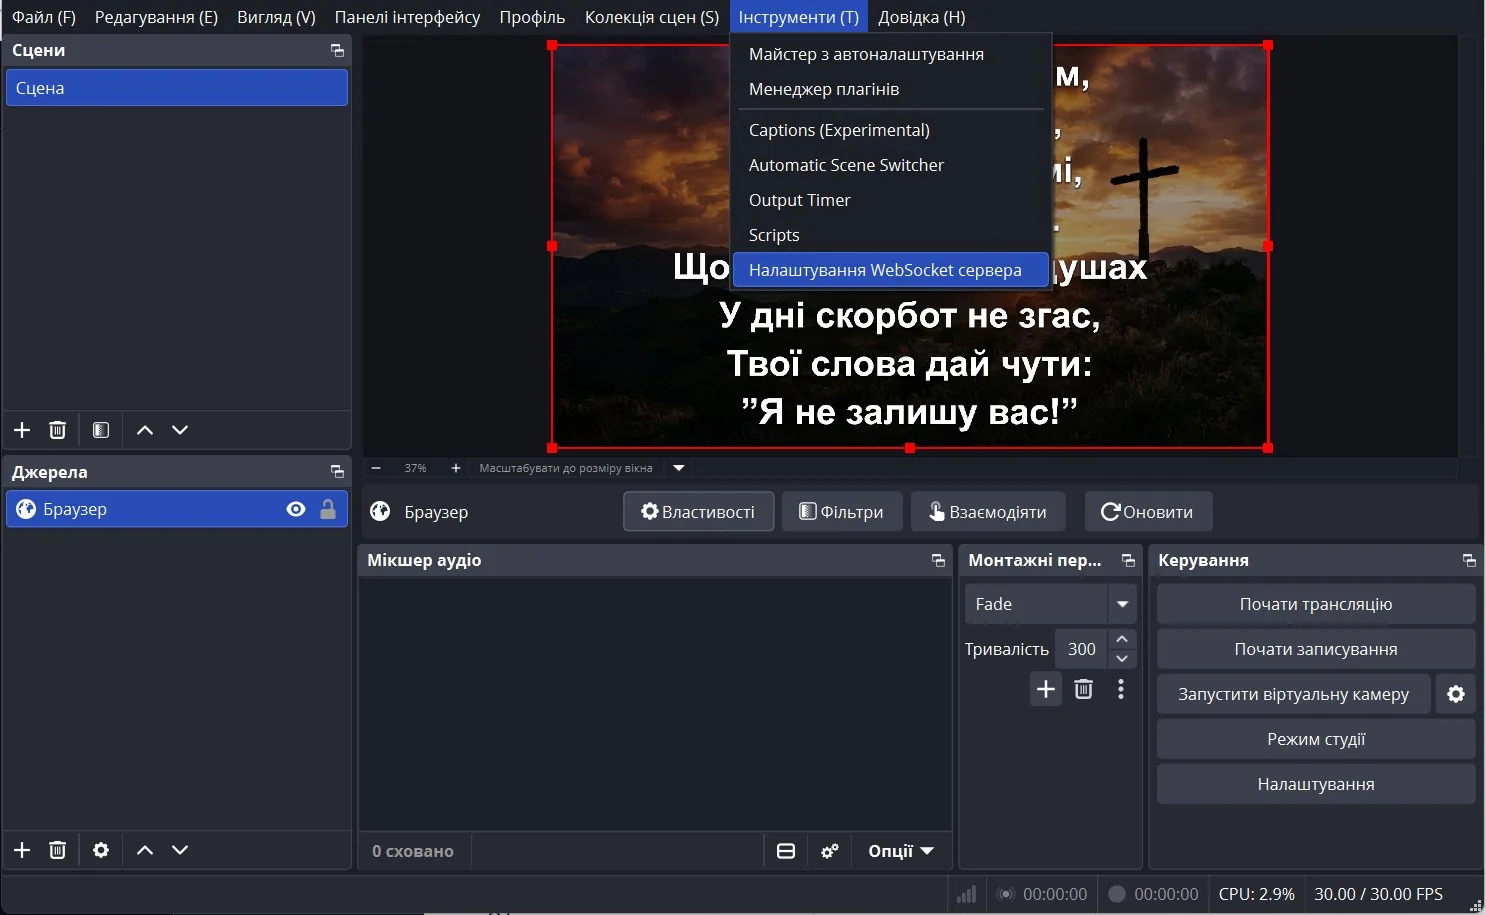 Файл (F) Редагування (E) Вигляд (V) Панелі інтерфейсу Профіль Колекція сцен (S) Інструменти (T) Довідка (H)
Сцени
Сцена
Майстер з автоналаштування
Менеджер плагінів
Captions (Experimental)
Automatic Scene Switcher
Output Timer
Scripts
Налаштування WebSocket сервера
м,
,
мі,
.
Що душах
У дні скорбот не згас,
Твої слова дай чути:
”Я не залишу вас!”
37% Масштабувати до розміру вікна
Джерела
Браузер
Браузер Властивості Фільтри Взаємодіяти Оновити
Мікшер аудіо
0 сховано Опції
Монтажні пер...
Fade
Тривалість 300
Керування
Почати трансляцію
Почати записування
Запустити віртуальну камеру
Режим студії
Налаштування
00:00:00 00:00:00 CPU: 2.9% 30.00 / 30.00 FPS